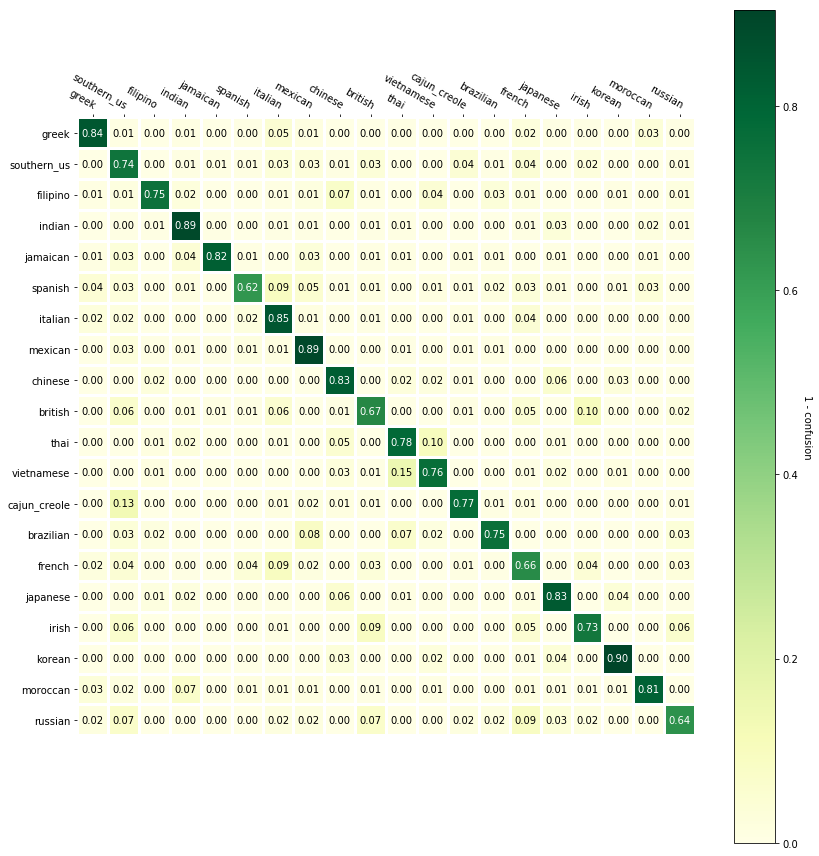 greek southern_us filipino indian jamaican spanish italian mexican chinese british thai vietnamese cajun_creole brazilian french japanese irish korean moroccan russian
greek 0.84 0.01 0.00 0.01 0.00 0.00 0.05 0.01 0.00 0.00 0.00 0.00 0.00 0.00 0.02 0.00 0.00 0.00 0.03 0.00
southern_us 0.00 0.74 0.00 0.01 0.01 0.01 0.03 0.03 0.01 0.03 0.00 0.00 0.04 0.01 0.04 0.00 0.02 0.00 0.00 0.01
filipino 0.01 0.01 0.75 0.02 0.00 0.00 0.01 0.01 0.07 0.01 0.00 0.04 0.00 0.03 0.01 0.00 0.00 0.01 0.00 0.01
indian 0.00 0.00 0.01 0.89 0.00 0.00 0.01 0.01 0.00 0.01 0.01 0.00 0.00 0.00 0.01 0.03 0.00 0.00 0.02 0.01
jamaican 0.01 0.03 0.00 0.04 0.82 0.01 0.00 0.03 0.00 0.01 0.00 0.01 0.01 0.01 0.00 0.01 0.00 0.00 0.01 0.00
spanish 0.04 0.03 0.00 0.01 0.00 0.62 0.09 0.05 0.01 0.01 0.00 0.01 0.01 0.02 0.03 0.01 0.00 0.01 0.03 0.00
italian 0.02 0.02 0.00 0.00 0.00 0.02 0.85 0.01 0.00 0.01 0.00 0.00 0.01 0.00 0.04 0.00 0.00 0.00 0.00 0.00
mexican 0.00 0.03 0.00 0.01 0.00 0.01 0.01 0.89 0.00 0.00 0.01 0.00 0.01 0.01 0.00 0.00 0.00 0.00 0.00 0.00
chinese 0.00 0.00 0.02 0.00 0.00 0.00 0.00 0.00 0.83 0.00 0.02 0.02 0.01 0.00 0.00 0.06 0.00 0.03 0.00 0.00
british 0.00 0.06 0.00 0.01 0.01 0.01 0.06 0.00 0.01 0.67 0.00 0.00 0.01 0.00 0.05 0.00 0.10 0.00 0.00 0.02
thai 0.00 0.00 0.01 0.02 0.00 0.00 0.01 0.00 0.05 0.00 0.78 0.10 0.00 0.00 0.00 0.01 0.00 0.00 0.00 0.00
vietnamese 0.00 0.00 0.01 0.00 0.00 0.00 0.00 0.00 0.03 0.01 0.15 0.76 0.00 0.00 0.01 0.02 0.00 0.01 0.00 0.00
cajun_creole 0.00 0.13 0.00 0.00 0.00 0.00 0.01 0.02 0.01 0.01 0.00 0.00 0.77 0.01 0.01 0.00 0.00 0.00 0.00 0.01
brazilian 0.00 0.03 0.02 0.00 0.00 0.00 0.00 0.08 0.00 0.00 0.07 0.02 0.00 0.75 0.00 0.00 0.00 0.00 0.00 0.03
french 0.02 0.04 0.00 0.00 0.00 0.04 0.09 0.02 0.00 0.03 0.00 0.00 0.01 0.00 0.66 0.00 0.04 0.00 0.00 0.03
japanese 0.00 0.00 0.01 0.02 0.00 0.00 0.00 0.00 0.06 0.00 0.01 0.00 0.00 0.00 0.01 0.83 0.00 0.04 0.00 0.00
irish 0.00 0.06 0.00 0.00 0.00 0.00 0.01 0.00 0.00 0.09 0.00 0.00 0.00 0.00 0.05 0.00 0.73 0.00 0.00 0.06
korean 0.00 0.00 0.00 0.00 0.00 0.00 0.00 0.00 0.03 0.00 0.00 0.02 0.00 0.00 0.01 0.04 0.00 0.90 0.00 0.00
moroccan 0.03 0.02 0.00 0.07 0.00 0.01 0.01 0.01 0.00 0.01 0.00 0.01 0.00 0.00 0.01 0.01 0.01 0.01 0.81 0.00
russian 0.02 0.07 0.00 0.00 0.00 0.00 0.02 0.02 0.00 0.07 0.00 0.00 0.02 0.02 0.09 0.03 0.02 0.00 0.00 0.64
0.8
0.6
0.4
0.2
0.0
1 - confusion